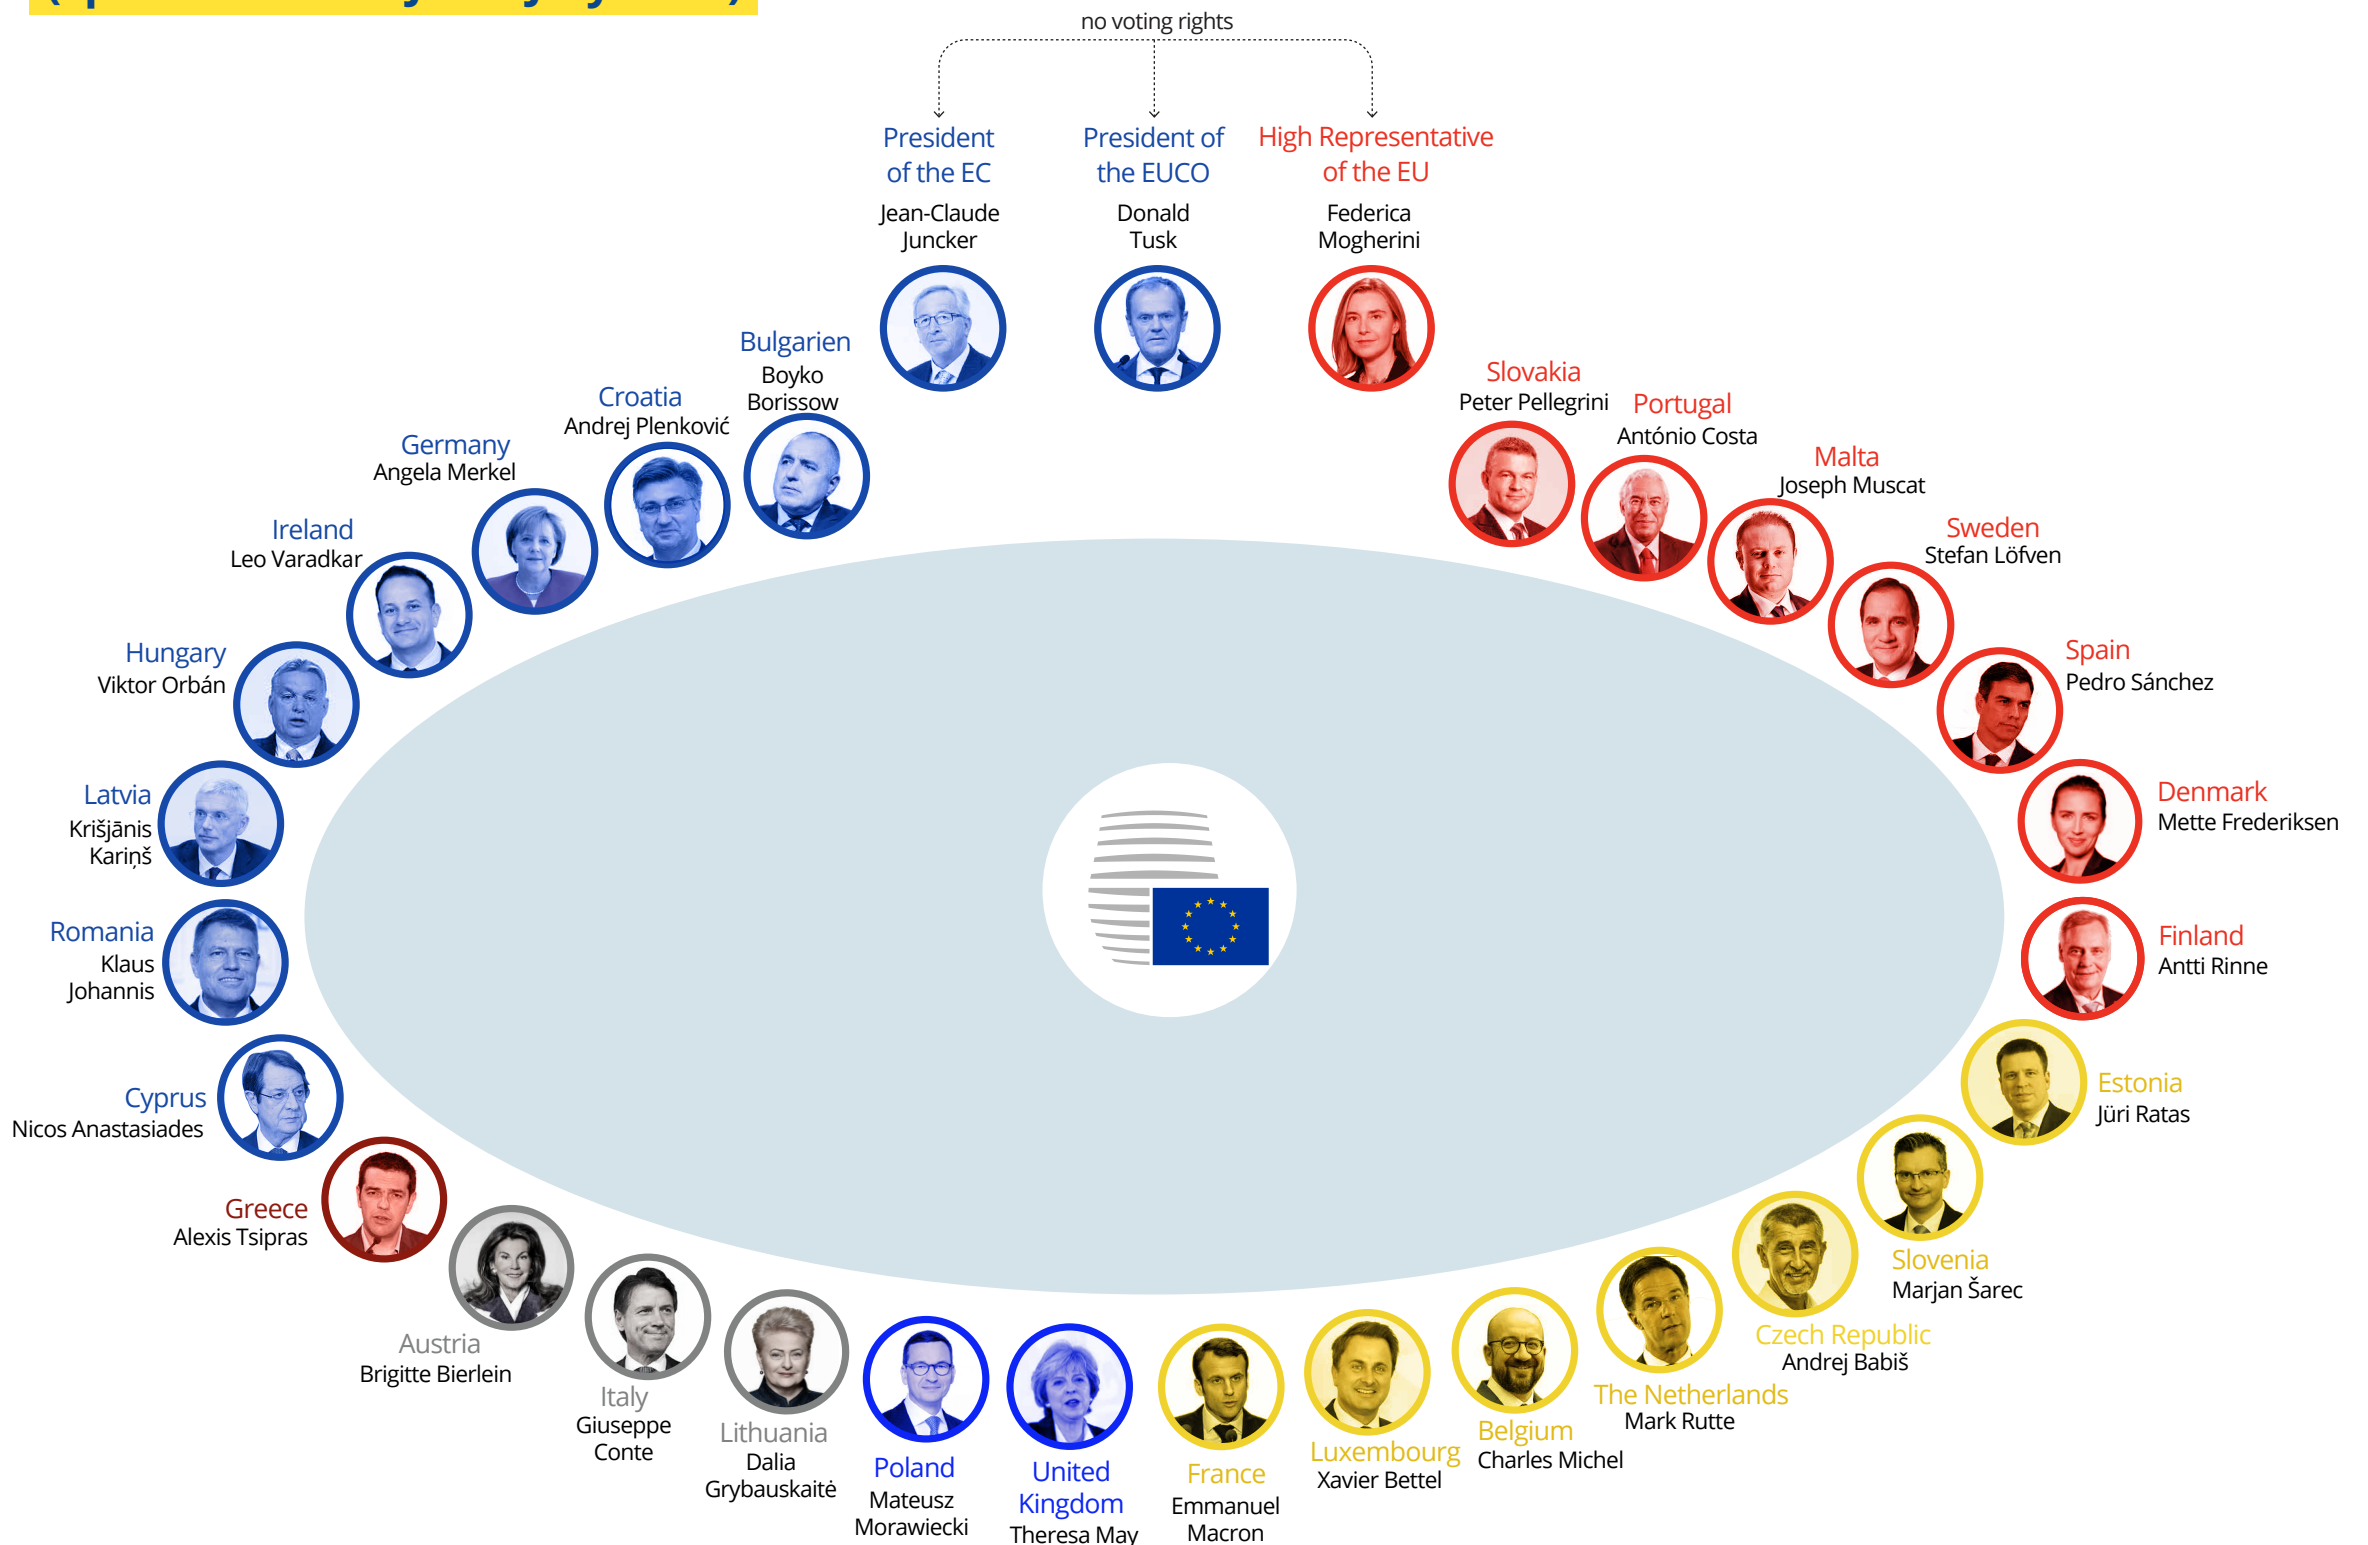 no voting rights
President
of the EC
Jean-Claude
Juncker
President of
the EUCO
Donald
Tusk
High Representative
of the EU
Federica
Mogherini
Bulgarien
Boyko
Borissow
Croatia
Andrej Plenković
Germany
Angela Merkel
Ireland
Leo Varadkar
Hungary
Viktor Orbán
Latvia
Krišjānis
Kariņš
Romania
Klaus
Johannis
Cyprus
Nicos Anastasiades
Greece
Alexis Tsipras
Austria
Brigitte Bierlein
Italy
Giuseppe
Conte
Lithuania
Dalia
Grybauskaitė
Poland
Mateusz
Morawiecki
United
Kingdom
Theresa May
France
Emmanuel
Macron
Luxembourg
Xavier Bettel
Belgium
Charles Michel
The Netherlands
Mark Rutte
Czech Republic
Andrej Babiš
Slovenia
Marjan Šarec
Estonia
Jüri Ratas
Finland
Antti Rinne
Denmark
Mette Frederiksen
Spain
Pedro Sánchez
Sweden
Stefan Löfven
Malta
Joseph Muscat
Portugal
António Costa
Slovakia
Peter Pellegrini